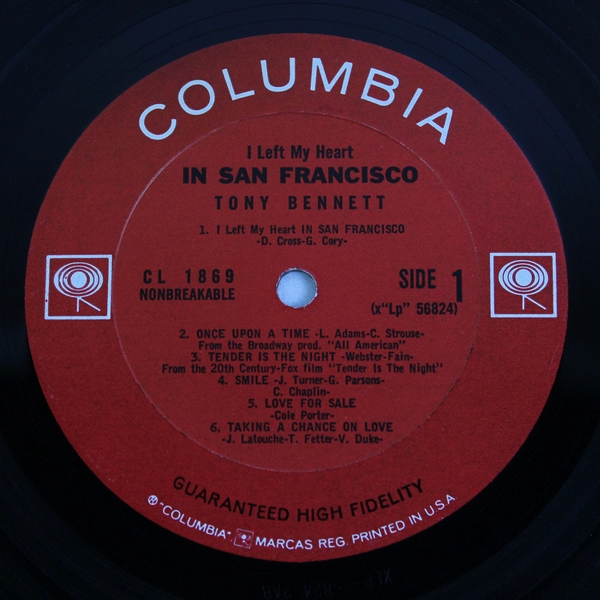 COLUMBIA
I Left My Heart
IN SAN FRANCISCO
TONY BENNETT
1. I Left My Heart IN SAN FRANCISCO
-D. Cross-G. Cory-
CL 1869
NONBREAKABLE
SIDE 1
(x"Lp" 56824)
2. ONCE UPON A TIME -L. Adams-C. Strouse-
From the Broadway prod. "All American"
3. TENDER IS THE NIGHT -Webster-Fain-
From the 20th Century-Fox film "Tender Is The Night"
4. SMILE -J. Turner-G. Parsons-
C. Chaplin-
5. LOVE FOR SALE
-Cole Porter-
6. TAKING A CHANCE ON LOVE
-J. Latouche-T. Fetter-V. Duke-
GUARANTEED HIGH FIDELITY
"COLUMBIA", MARCAS REG. PRINTED IN U.S.A.